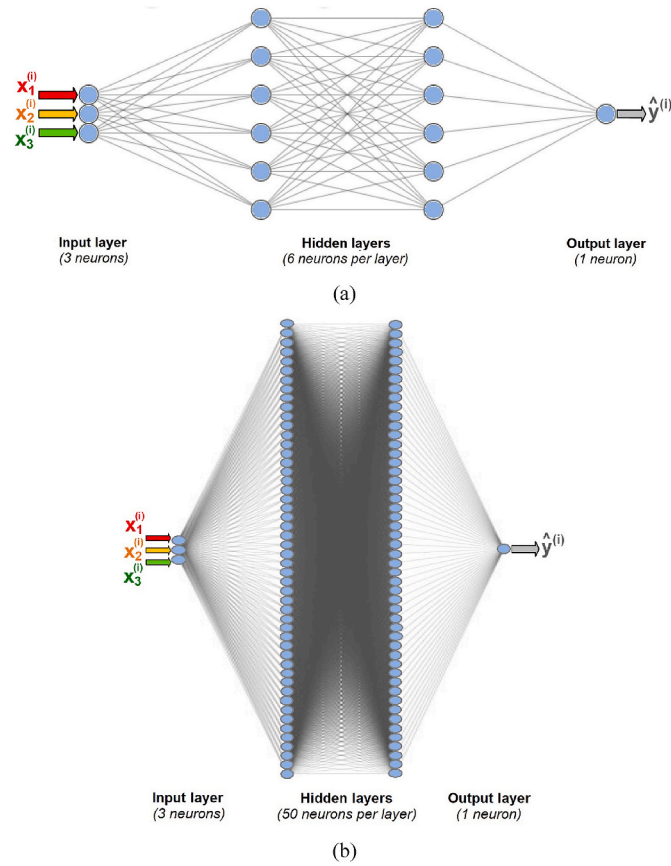 x₁⁽ⁱ⁾
x₂⁽ⁱ⁾
x₃⁽ⁱ⁾
ŷ⁽ⁱ⁾
Input layer
(3 neurons)
Hidden layers
(6 neurons per layer)
Output layer
(1 neuron)
(a)
x₁⁽ⁱ⁾
x₂⁽ⁱ⁾
x₃⁽ⁱ⁾
ŷ⁽ⁱ⁾
Input layer
(3 neurons)
Hidden layers
(50 neurons per layer)
Output layer
(1 neuron)
(b)